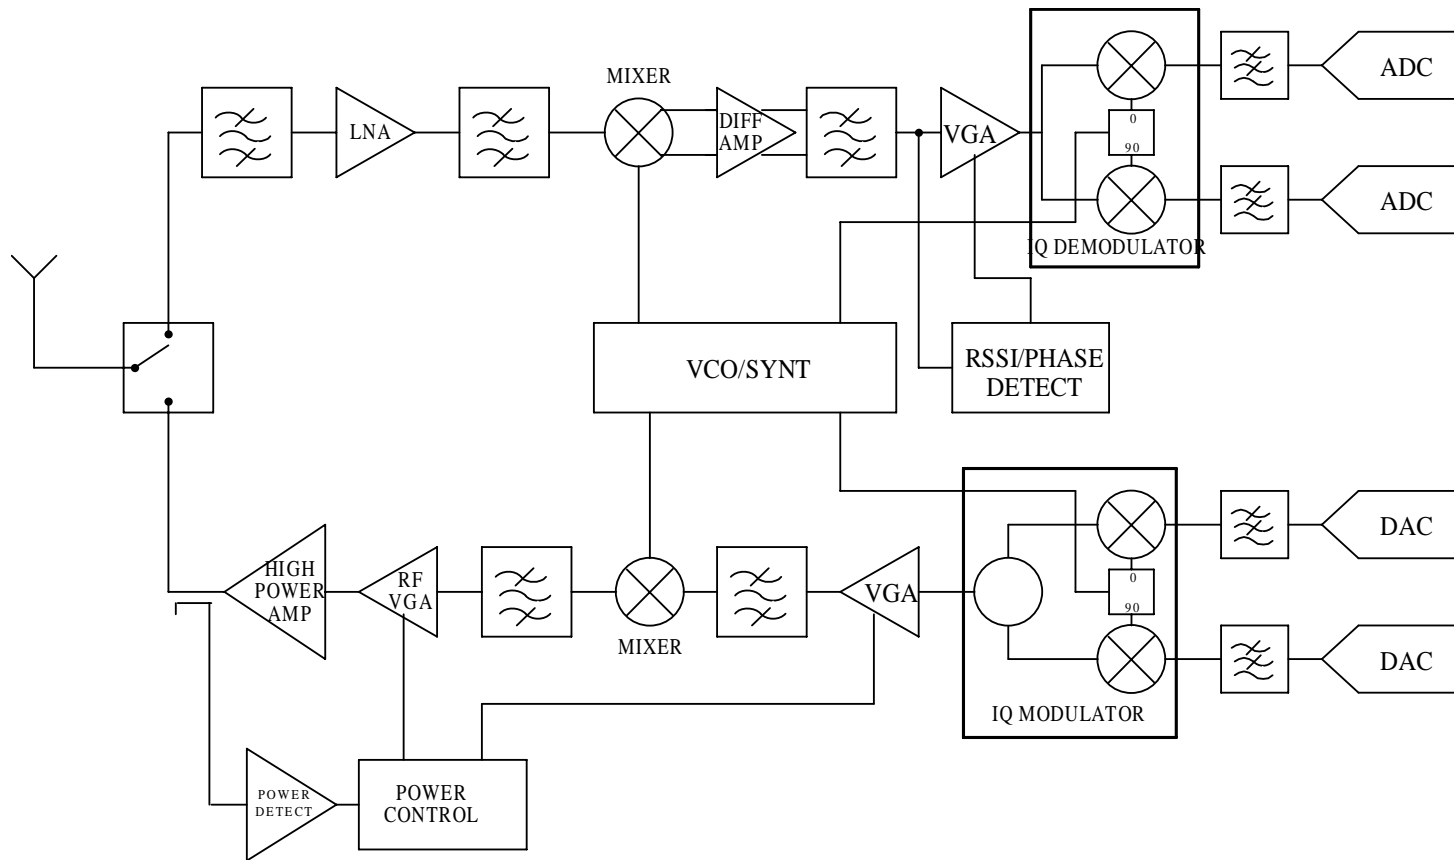 MIXER
ADC
LNA
DIFF
AMP
VGA
0
90
ADC
IQ DEMODULATOR
VCO/SYNT
RSSI/PHASE
DETECT
HIGH
POWER
AMP
RF
VGA
MIXER
VGA
0
90
DAC
DAC
IQ MODULATOR
POWER
DETECT
POWER
CONTROL